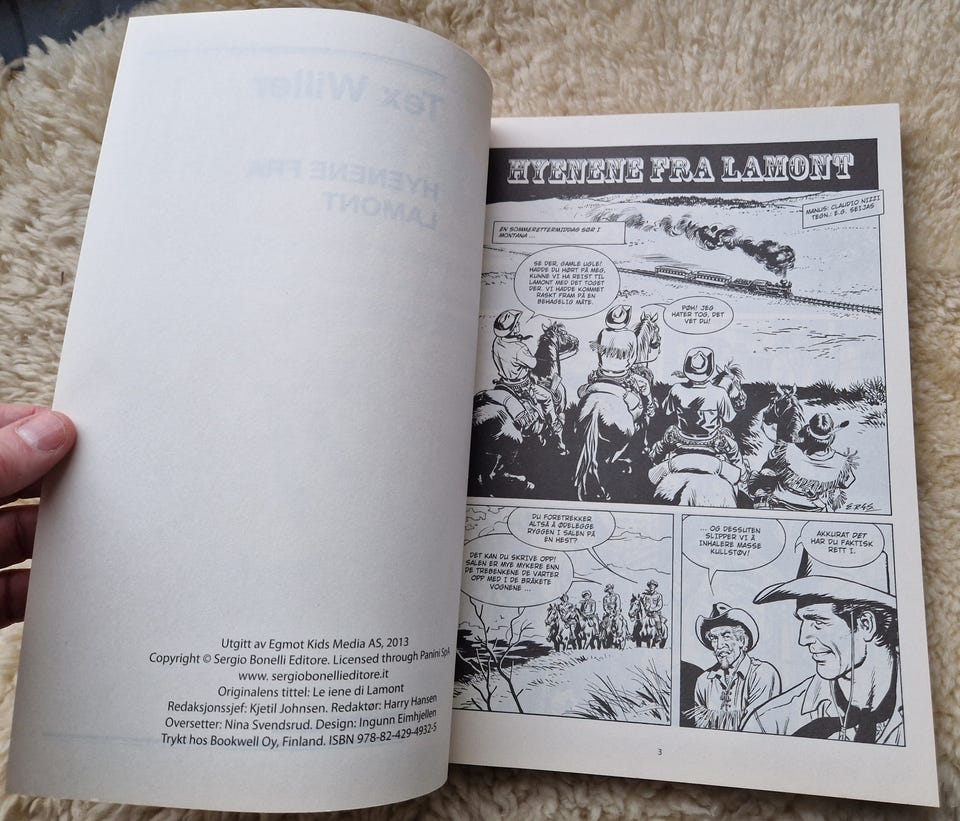 Tex Willer
HYENENE FRA
LAMONT
Utgitt av Egmot Kids Media AS, 2013
Copyright © Sergio Bonelli Editore. Licensed through Panini SpA
www. sergiobonellieditore.it
Originalens tittel: Le iene di Lamont
Redaksjonssjef: Kjetil Johnsen. Redaktør: Harry Hansen
Oversetter: Nina Svendsrud. Design: Ingunn Eimhjellen
Trykt hos Bookwell Oy, Finland. ISBN 978-82-429-4932-5
HYENENE FRA LAMONT
MANUS: CLAUDIO NIZZI
TEGN.: E.G. SEIJAS
EN SOMMERETTERMIDDAG SØR I
MONTANA ...
SE DER, GAMLE UGLE!
HADDE DU HØRT PÅ MEG,
KUNNE VI HA REIST TIL
LAMONT MED DET TOGET
DER. VI HADDE KOMMET
RASKT FRAM PÅ EN
BEHAGELIG MÅTE.
PØH! JEG
HATER TOG, DET
VET DU!
DU FORETREKKER
ALTSÅ Å ØDELEGGE
RYGGEN I SALEN PÅ
EN HEST?
DET KAN DU SKRIVE OPP!
SALEN ER MYE MYKERE ENN
DE TREBENKENE DE VARTER
OPP MED I DE BRÅKETE
VOGNENE ...
... OG DESSUTEN
SLIPPER VI Å
INHALERE MASSE
KULLSTØV!
AKKURAT DET
HAR DU FAKTISK
RETT I.
3